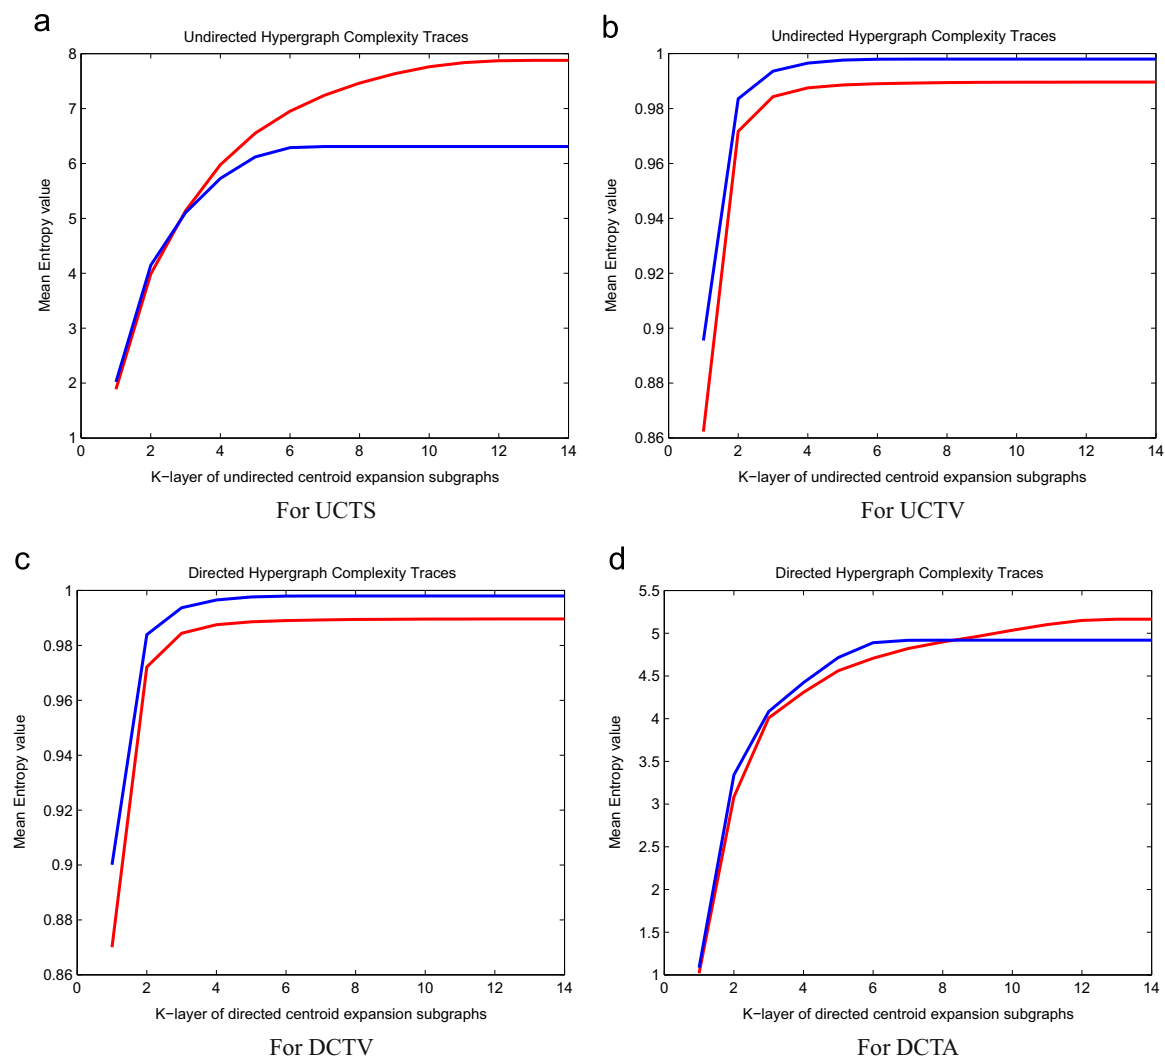 a
Undirected Hypergraph Complexity Traces
8
7
6
5
4
3
2
1
Mean Entropy value
0 2 4 6 8 10 12 14
K−layer of undirected centroid expansion subgraphs
For UCTS
b
Undirected Hypergraph Complexity Traces
1
0.98
0.96
0.94
0.92
0.9
0.88
0.86
Mean Entropy value
0 2 4 6 8 10 12 14
K−layer of undirected centroid expansion subgraphs
For UCTV
c
Directed Hypergraph Complexity Traces
1
0.98
0.96
0.94
0.92
0.9
0.88
0.86
Mean Entropy value
0 2 4 6 8 10 12 14
K−layer of directed centroid expansion subgraphs
For DCTV
d
Directed Hypergraph Complexity Traces
5.5
5
4.5
4
3.5
3
2.5
2
1.5
1
Mean Entropy value
0 2 4 6 8 10 12 14
K−layer of directed centroid expansion subgraphs
For DCTA